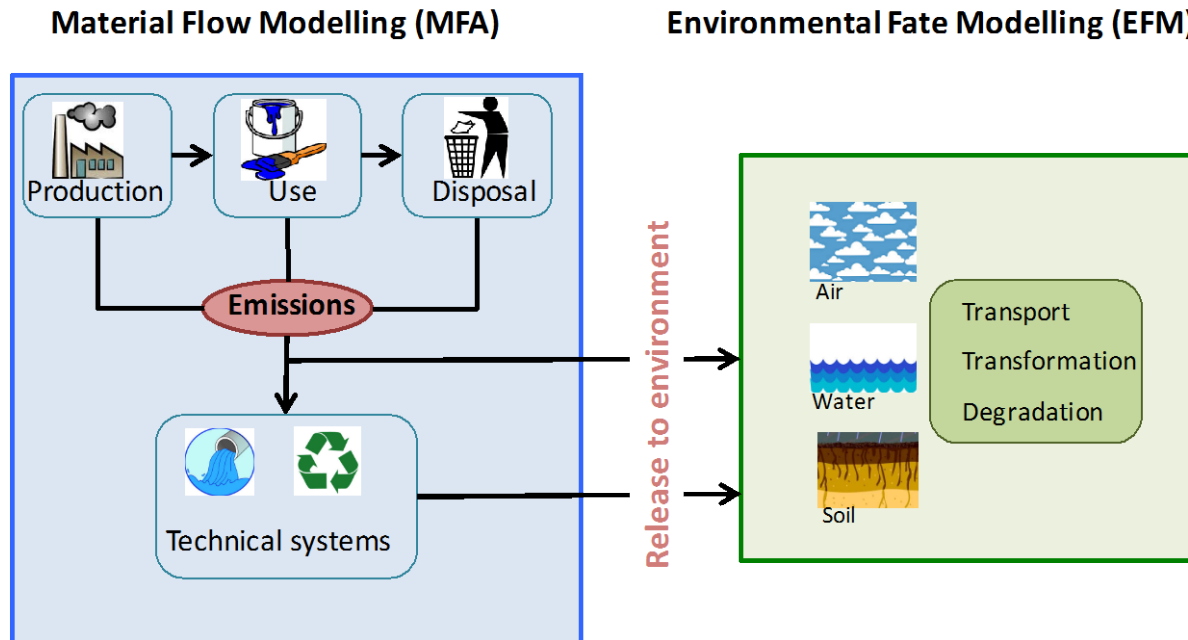 Material Flow Modelling (MFA)
Environmental Fate Modelling (EFM)
Production
Use
Disposal
Emissions
Technical systems
Release to environment
Air
Water
Soil
Transport
Transformation
Degradation